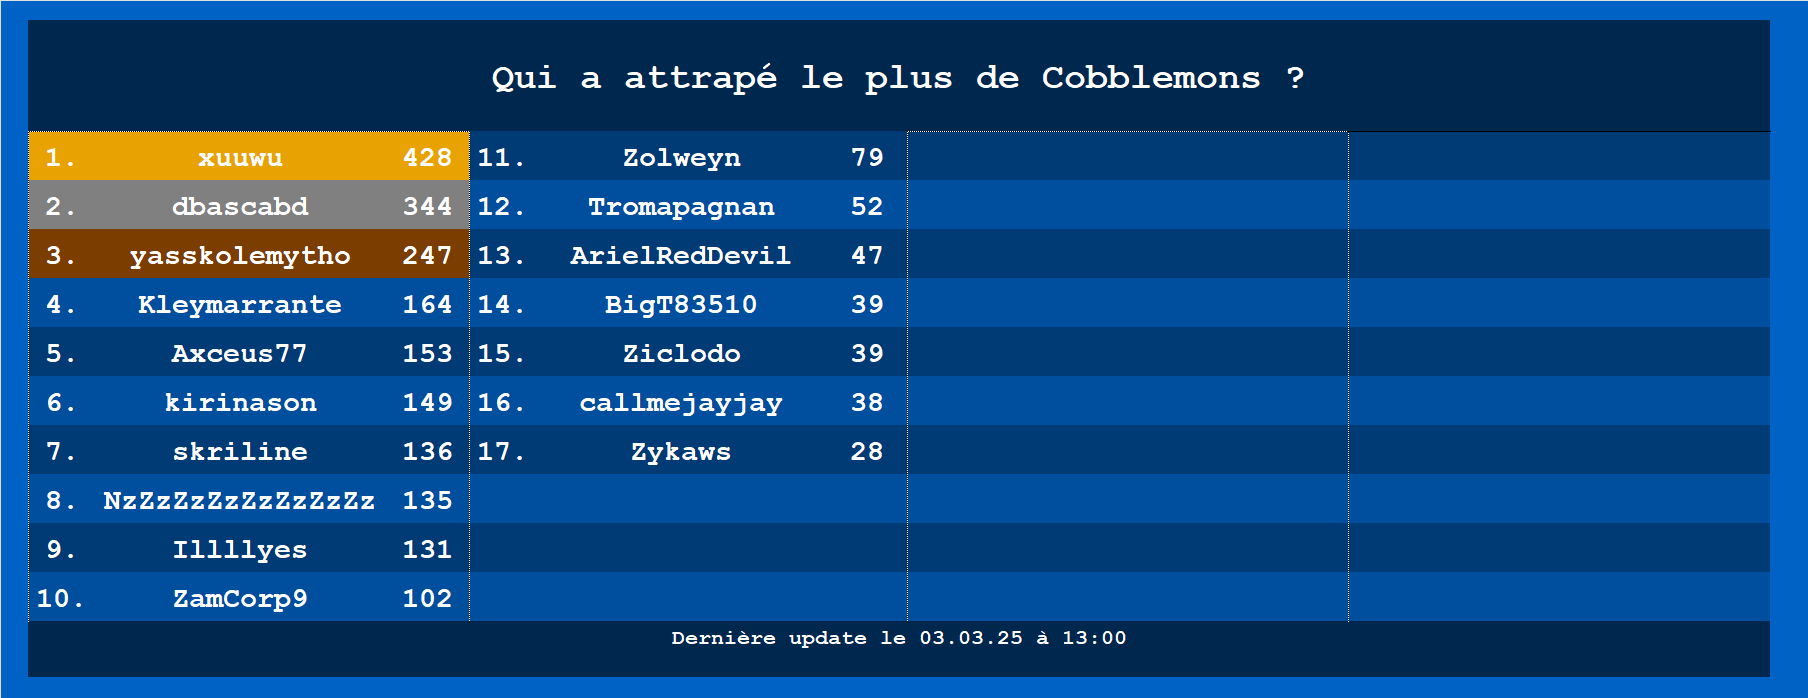 Qui a attrapé le plus de Cobblemons ?
1. xuuwu 428
2. dbascabd 344
3. yasskolemytho 247
4. Kleymarrante 164
5. Axceus77 153
6. kirinason 149
7. skriline 136
8. NzZzZzZzZzZzZzZz 135
9. Illllyes 131
10. ZamCorp9 102
11. Zolweyn 79
12. Tromapagnan 52
13. ArielRedDevil 47
14. BigT83510 39
15. Ziclodo 39
16. callmejayjay 38
17. Zykaws 28
Dernière update le 03.03.25 à 13:00